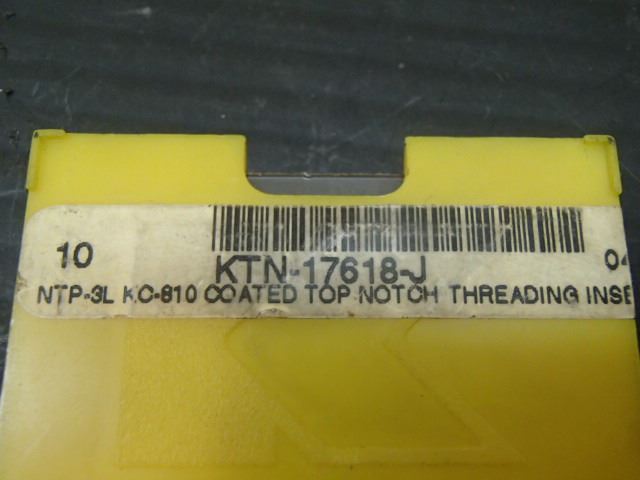 10 KTN-17618-J 04
NTP-3L KC-810 COATED TOP NOTCH THREADING INSE